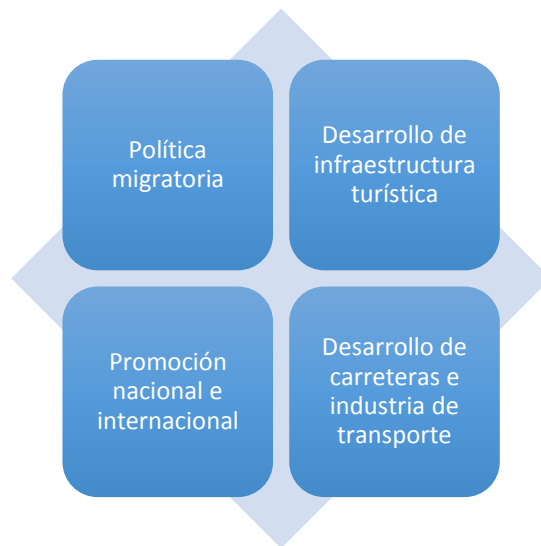 Política
migratoria
Desarrollo de
infraestructura
turística
Promoción
nacional e
internacional
Desarrollo de
carreteras e
industria de
transporte